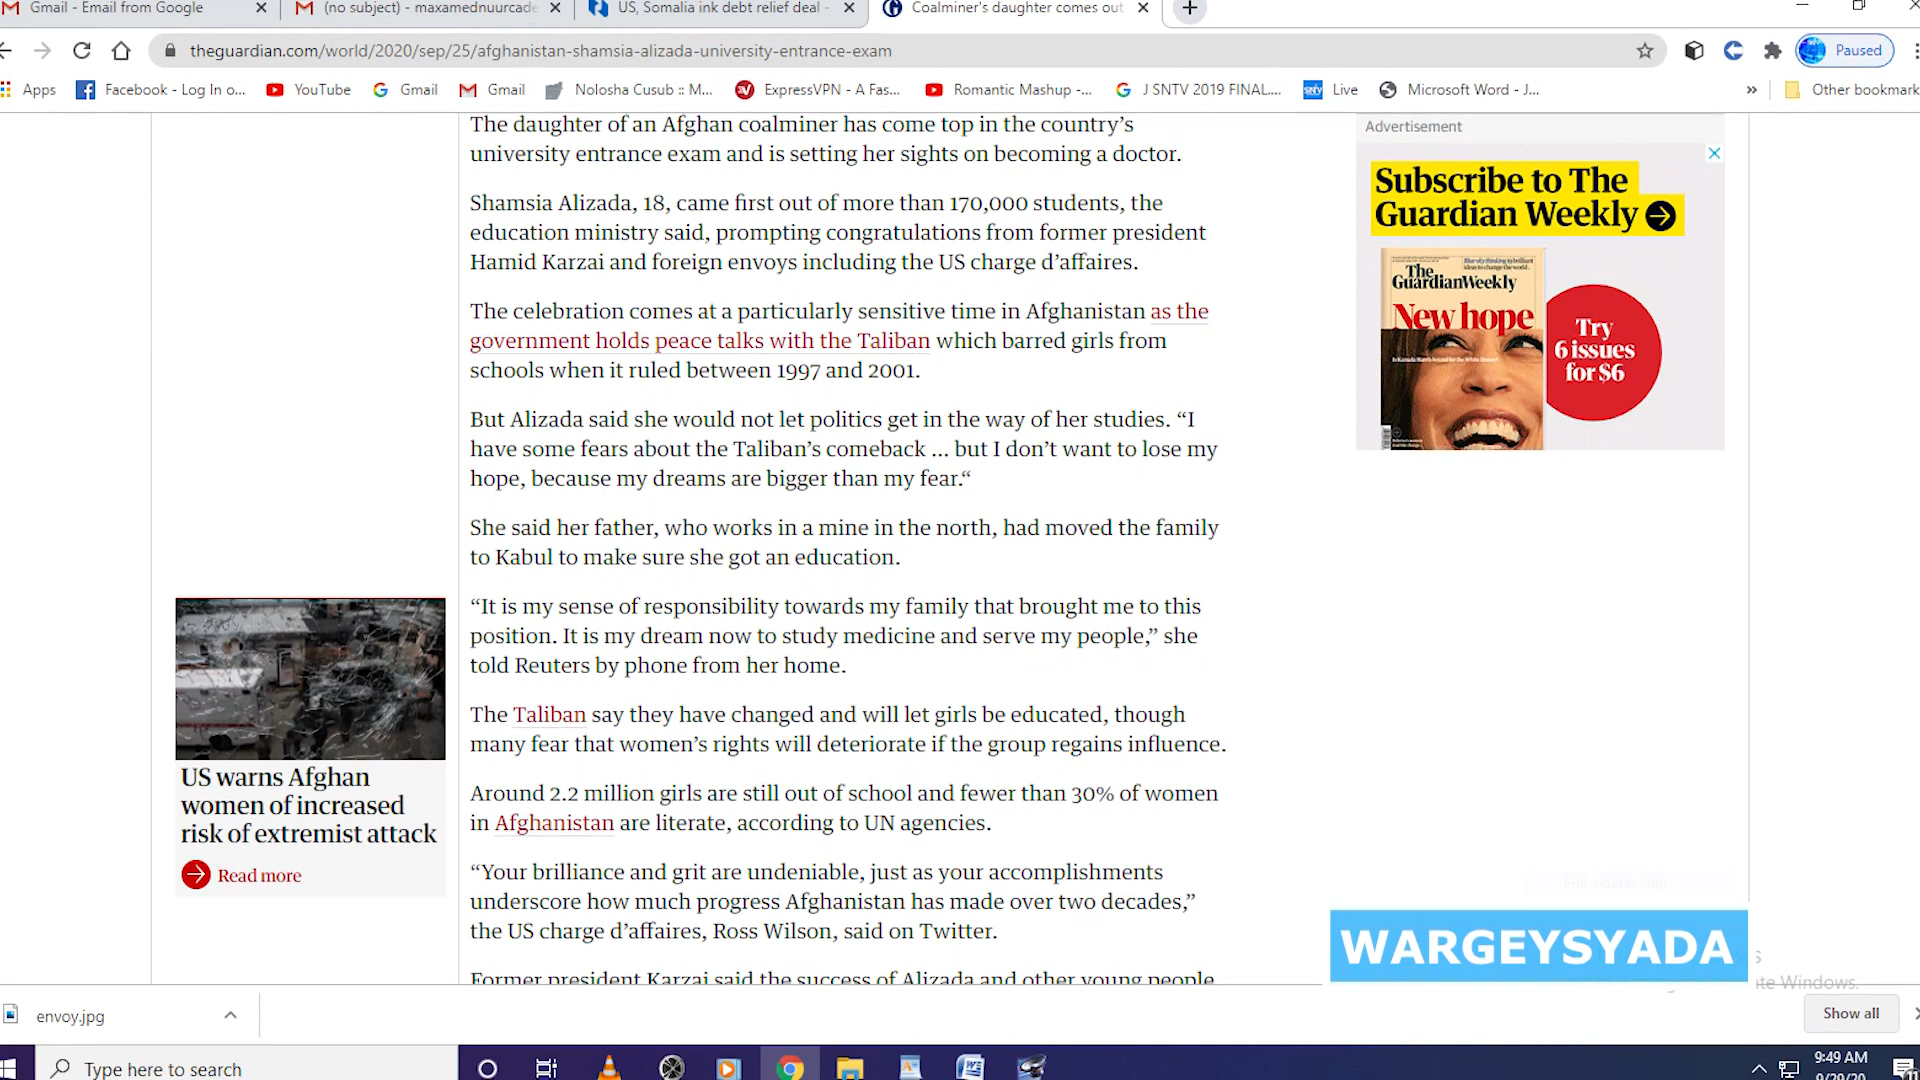 Gmail - Email from Google
(no subject) - maxamednuurcade
US, Somalia ink debt relief deal -
Coalminer's daughter comes out
theguardian.com/world/2020/sep/25/afghanistan-shamsia-alizada-university-entrance-exam
Paused
Apps
Facebook - Log In o...
YouTube
Gmail
Gmail
Nolosha Cusub :: M...
ExpressVPN - A Fas...
Romantic Mashup -...
J SNTV 2019 FINAL....
Live
Microsoft Word - J...
»
Other bookmark
The daughter of an Afghan coalminer has come top in the country’s
university entrance exam and is setting her sights on becoming a doctor.
Shamsia Alizada, 18, came first out of more than 170,000 students, the
education ministry said, prompting congratulations from former president
Hamid Karzai and foreign envoys including the US charge d’affaires.
The celebration comes at a particularly sensitive time in Afghanistan as the
government holds peace talks with the Taliban which barred girls from
schools when it ruled between 1997 and 2001.
But Alizada said she would not let politics get in the way of her studies. “I
have some fears about the Taliban’s comeback ... but I don’t want to lose my
hope, because my dreams are bigger than my fear.“
She said her father, who works in a mine in the north, had moved the family
to Kabul to make sure she got an education.
“It is my sense of responsibility towards my family that brought me to this
position. It is my dream now to study medicine and serve my people,” she
told Reuters by phone from her home.
The Taliban say they have changed and will let girls be educated, though
many fear that women’s rights will deteriorate if the group regains influence.
Around 2.2 million girls are still out of school and fewer than 30% of women
in Afghanistan are literate, according to UN agencies.
“Your brilliance and grit are undeniable, just as your accomplishments
underscore how much progress Afghanistan has made over two decades,”
the US charge d’affaires, Ross Wilson, said on Twitter.
Former president Karzai said the success of Alizada and other young people
US warns Afghan
women of increased
risk of extremist attack
Read more
Advertisement
Subscribe to The
Guardian Weekly
The
GuardianWeekly
New hope
Try
6 issues
for $6
WARGEYSYADA
te Windows.
envoy.jpg
Show all
Type here to search
9:49 AM
9/29/20